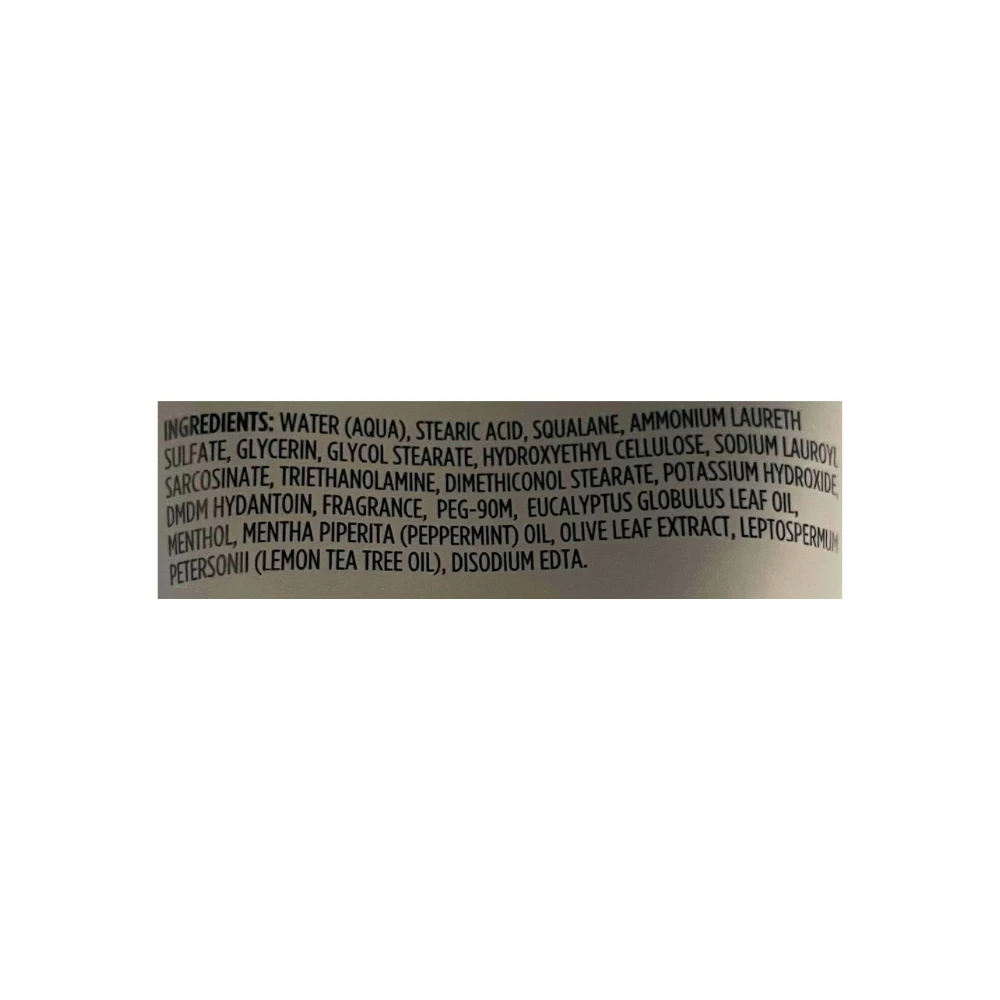 INGREDIENTS: WATER (AQUA), STEARIC ACID, SQUALANE, AMMONIUM LAURETH
SULFATE, GLYCERIN, GLYCOL STEARATE, HYDROXYETHYL CELLULOSE, SODIUM LAUROYL
SARCOSINATE, TRIETHANOLAMINE, DIMETHICONOL STEARATE, POTASSIUM HYDROXIDE,
DMDM HYDANTOIN, FRAGRANCE, PEG-90M, EUCALYPTUS GLOBULUS LEAF OIL,
MENTHOL, MENTHA PIPERITA (PEPPERMINT) OIL, OLIVE LEAF EXTRACT, LEPTOSPERMUM
PETERSONII (LEMON TEA TREE OIL), DISODIUM EDTA.